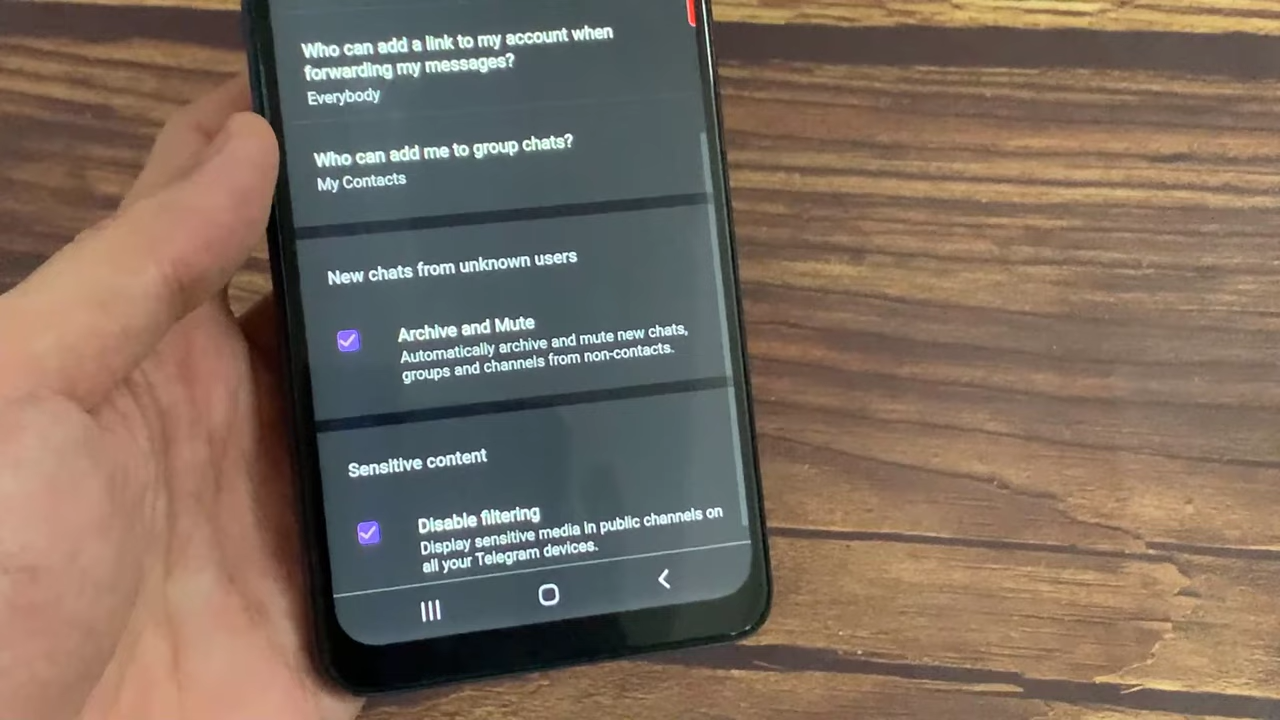 Who can add a link to my account when
forwarding my messages?
Everybody
Who can add me to group chats?
My Contacts
New chats from unknown users
Archive and Mute
Automatically archive and mute new chats,
groups and channels from non-contacts.
Sensitive content
Disable filtering
Display sensitive media in public channels on
all your Telegram devices.